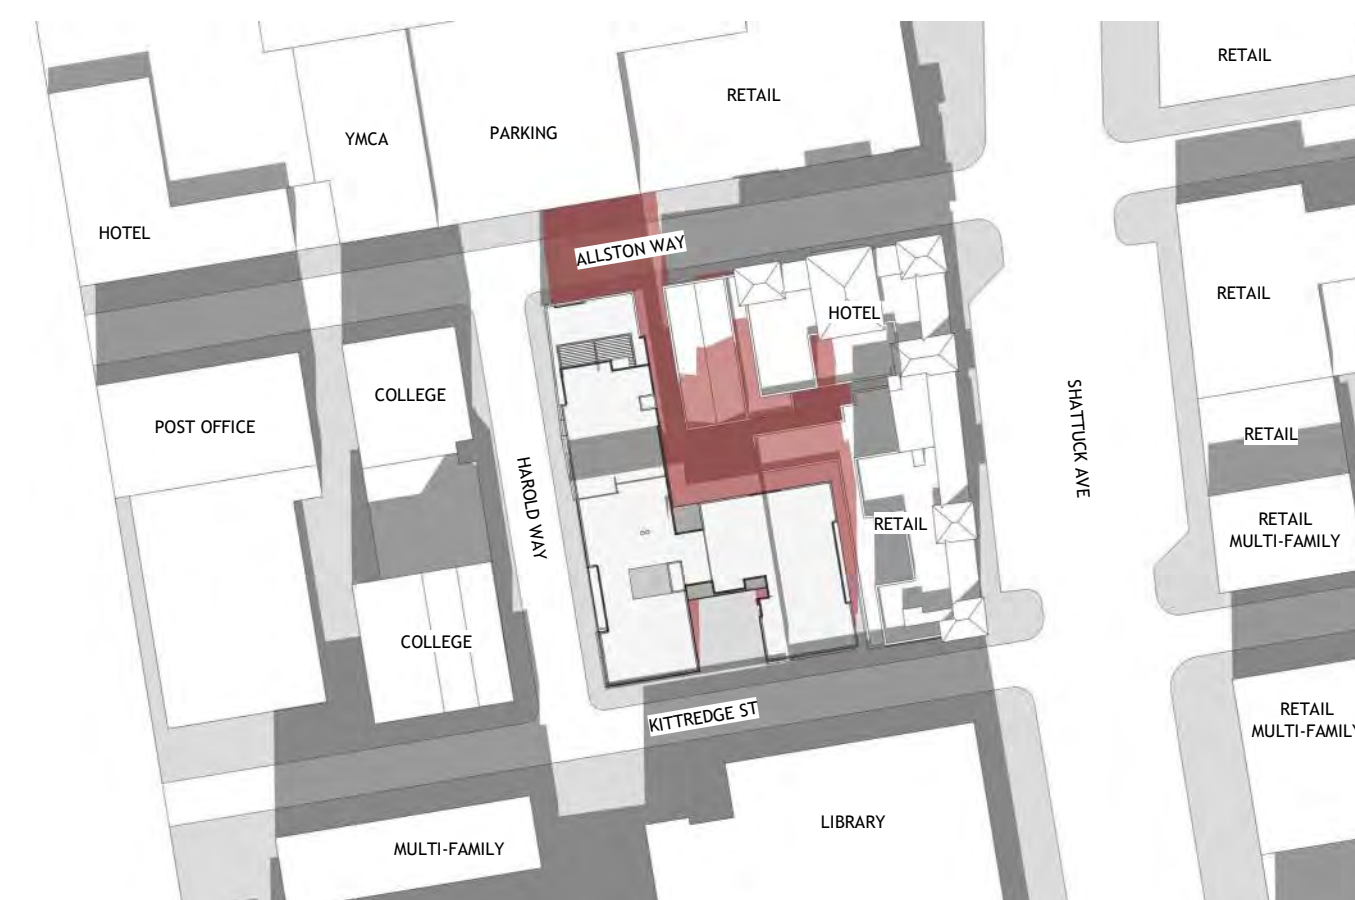 RETAIL
RETAIL
YMCA
PARKING
HOTEL
ALLSTON WAY
HOTEL
RETAIL
COLLEGE
POST OFFICE
SHATTUCK AVE
RETAIL
HAROLD WAY
RETAIL
RETAIL
MULTI-FAMILY
COLLEGE
KITTREDGE ST
RETAIL
MULTI-FAMILY
LIBRARY
MULTI-FAMILY